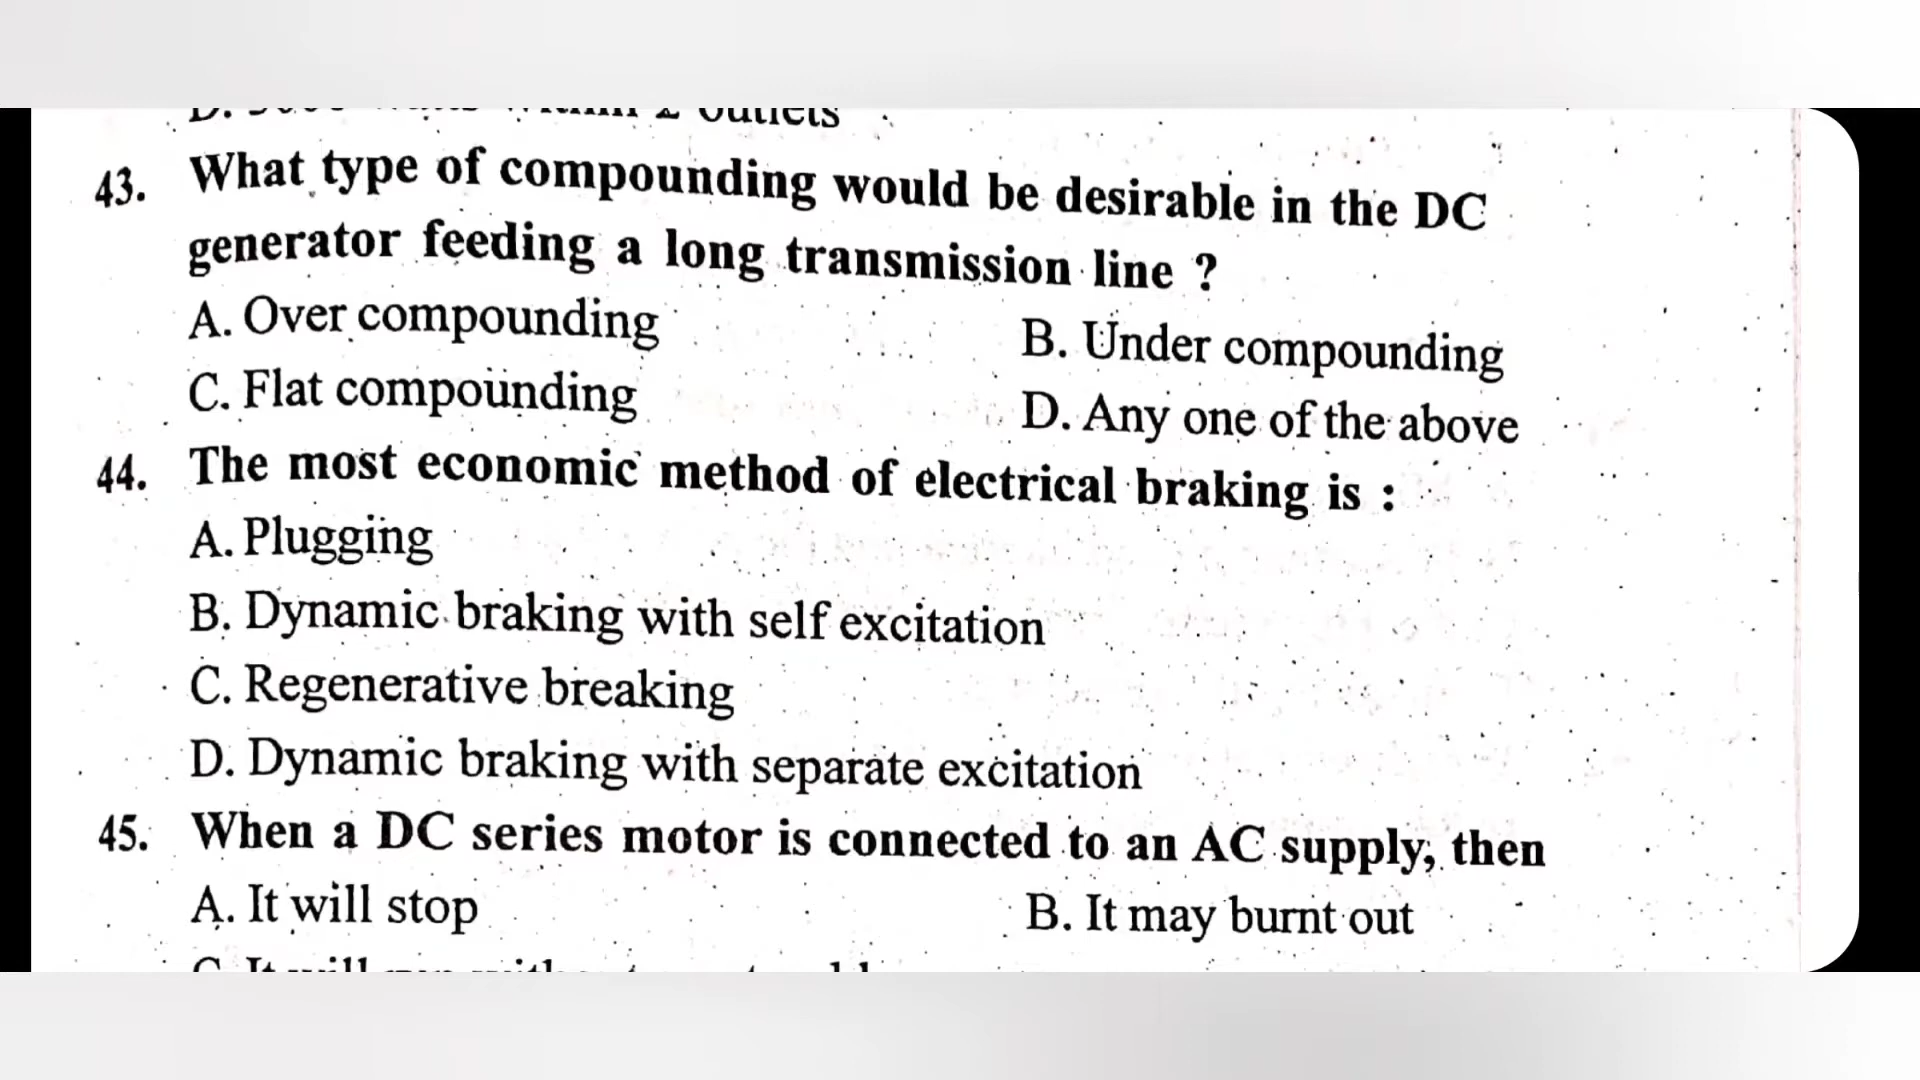 outlets
43. What type of compounding would be desirable in the DC
generator feeding a long transmission line ?
A. Over compounding B. Under compounding
C. Flat compounding D. Any one of the above
44. The most economic method of electrical braking is :
A. Plugging
B. Dynamic braking with self excitation
C. Regenerative breaking
D. Dynamic braking with separate excitation
45. When a DC series motor is connected to an AC supply, then
A. It will stop B. It may burnt out